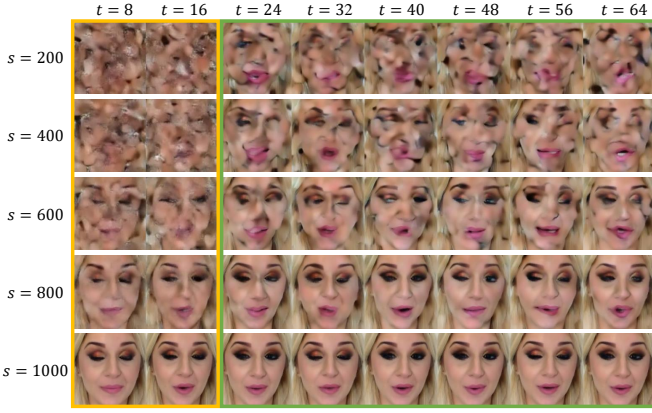 t = 8 t = 16 t = 24 t = 32 t = 40 t = 48 t = 56 t = 64
s = 200
s = 400
s = 600
s = 800
s = 1000